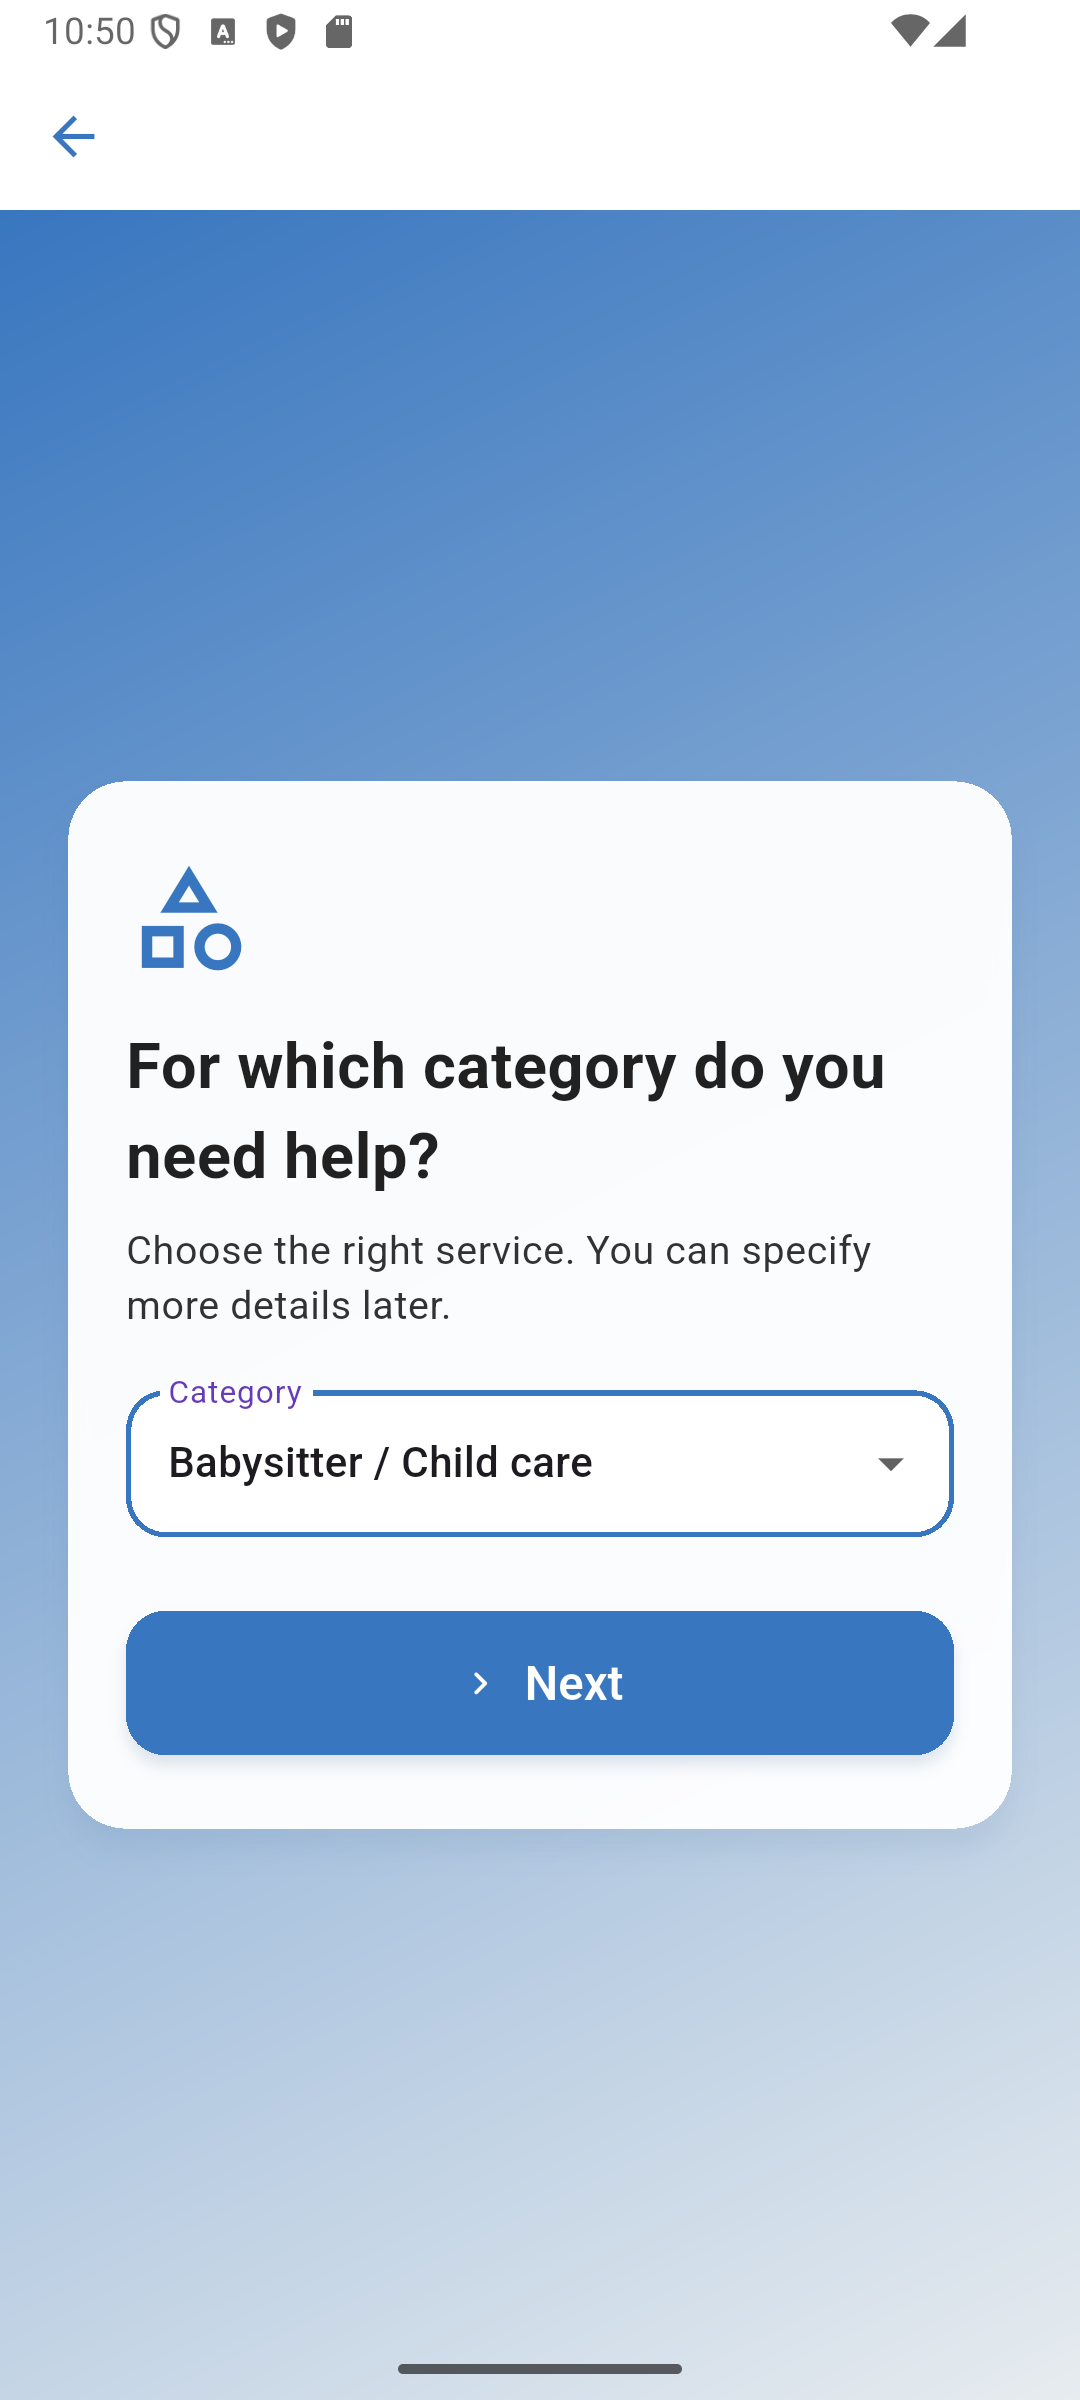 10:50
For which category do you
need help?
Choose the right service. You can specify
more details later.
Category
Babysitter / Child care
Next